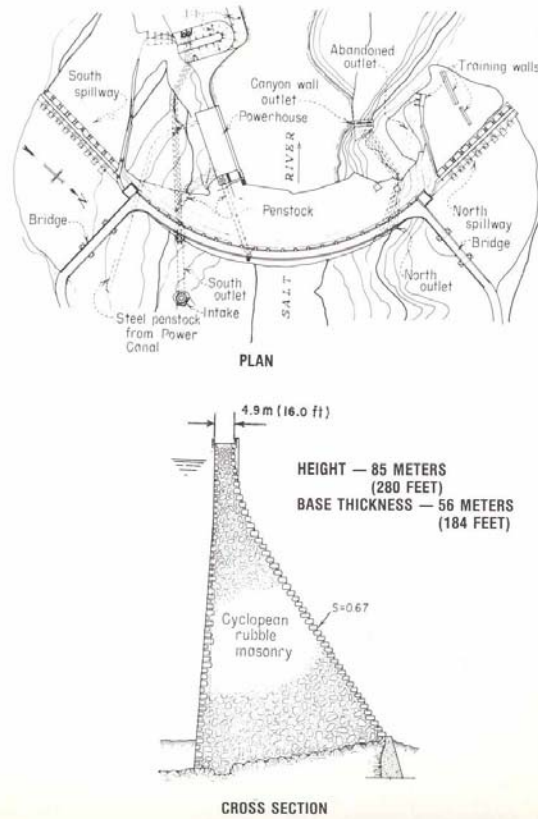 South
spillway
Abandoned
outlet
Canyon wall
outlet
Powerhouse
Training walls
RIVER
N
Penstock
Bridge
North
spillway
Bridge
South
outlet
Intake
North
outlet
SALT
Steel penstock
from Power
Canal
PLAN
4.9m (16.0 ft)
HEIGHT — 85 METERS
(280 FEET)
BASE THICKNESS — 56 METERS
(184 FEET)
S=0.67
Cyclopean
rubble
masonry
CROSS SECTION